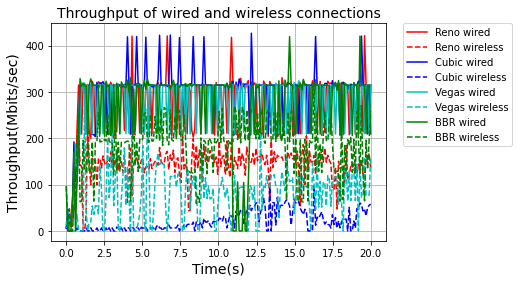 Throughput of wired and wireless connections
Throughput(Mbits/sec)
400
300
200
100
0
0.0 2.5 5.0 7.5 10.0 12.5 15.0 17.5 20.0
Time(s)
Reno wired
Reno wireless
Cubic wired
Cubic wireless
Vegas wired
Vegas wireless
BBR wired
BBR wireless